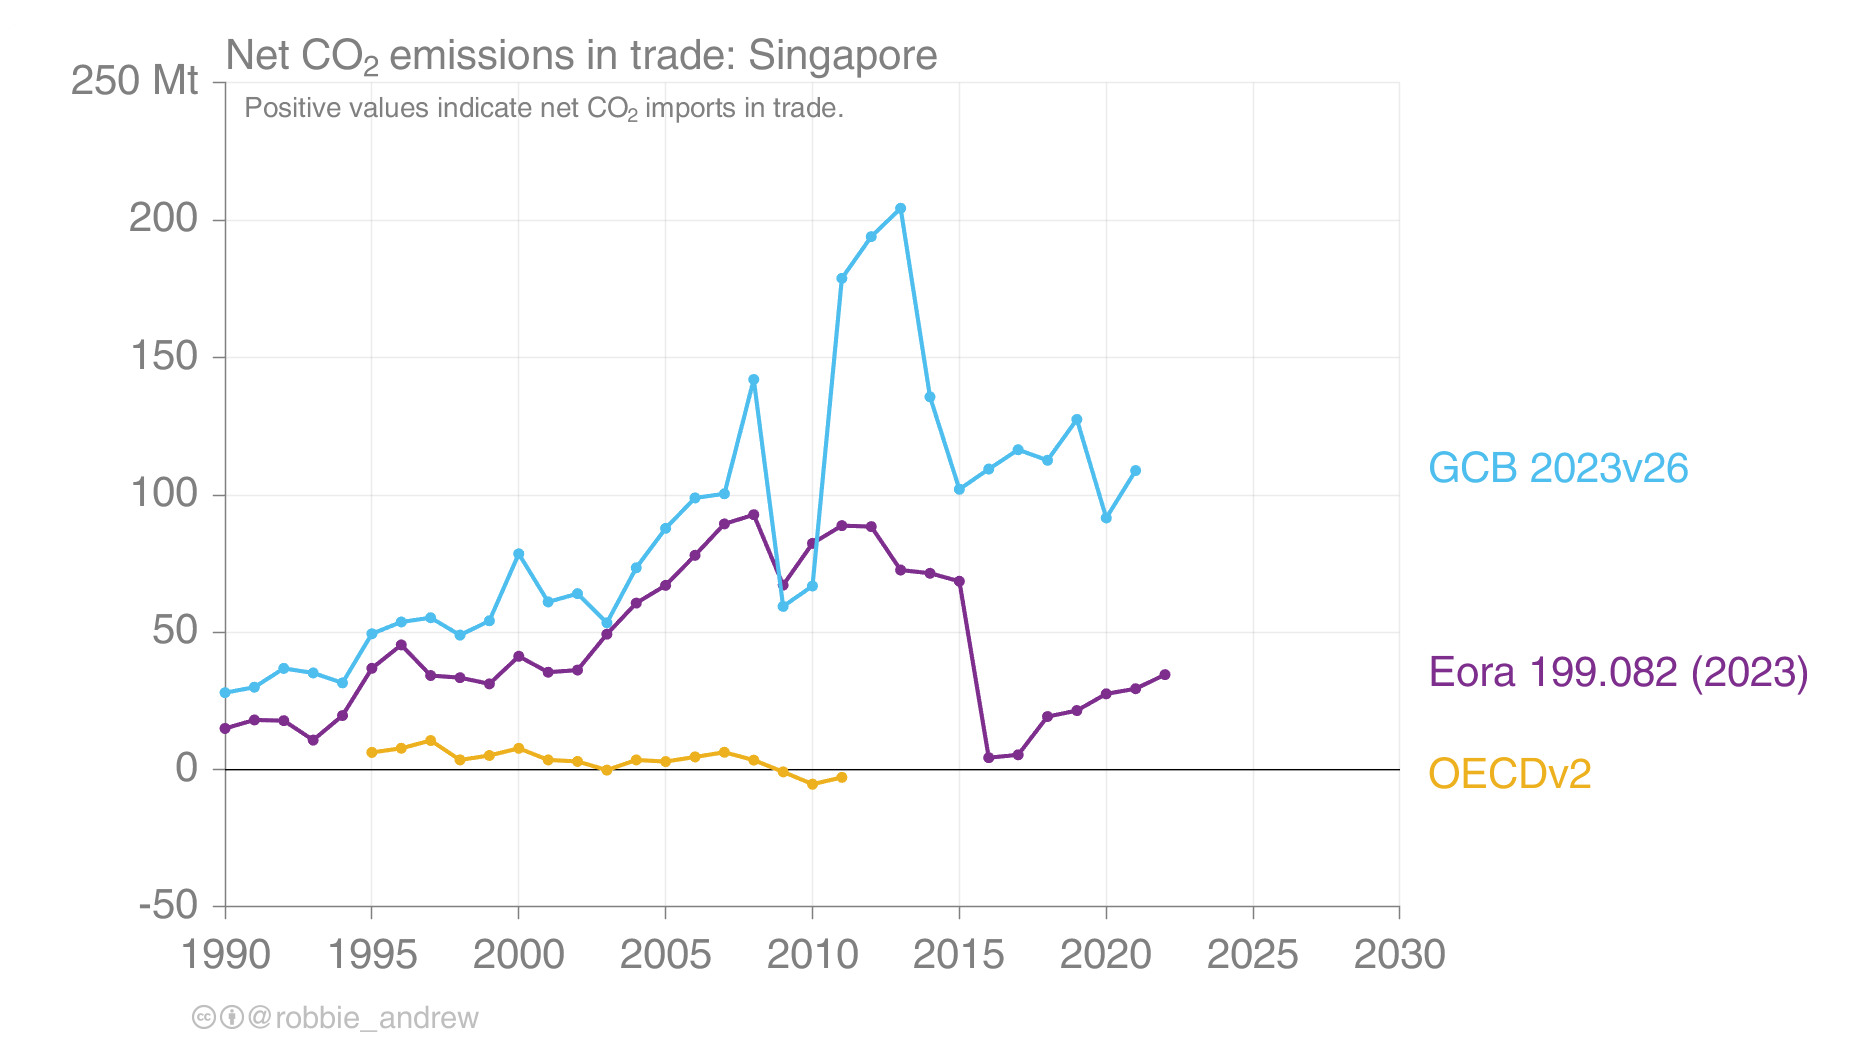 Net CO₂ emissions in trade: Singapore
250 Mt
Positive values indicate net CO₂ imports in trade.
200
150
100
50
0
-50
GCB 2023v26
Eora 199.082 (2023)
OECDv2
1990 1995 2000 2005 2010 2015 2020 2025 2030
@robbie_andrew